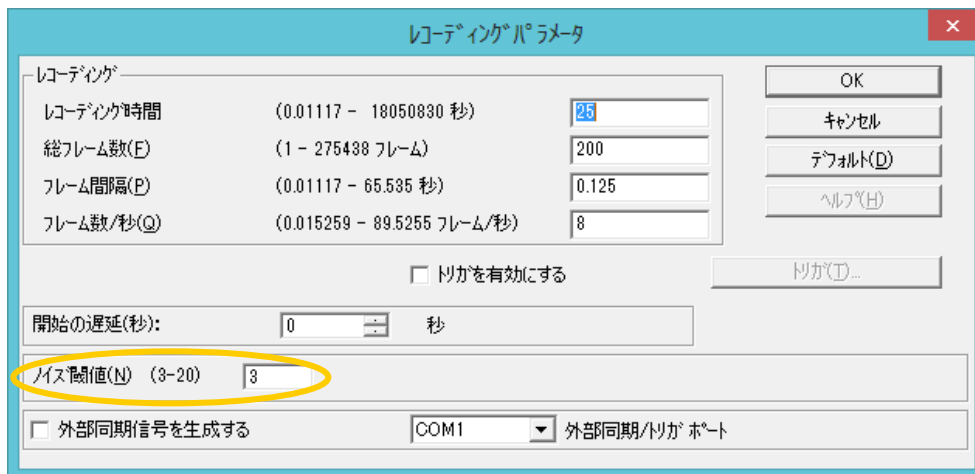 レコーディングパラメータ
レコーディング
レコーディング時間 (0.01117 - 18050830 秒) 25
総フレーム数(F) (1 - 275438 フレーム) 200
フレーム間隔(P) (0.01117 - 65.535 秒) 0.125
フレーム数/秒(Q) (0.015259 - 89.5255 フレーム/秒) 8
OK
キャンセル
デフォルト(D)
ヘルプ(H)
トリガを有効にする
トリガ(T)...
開始の遅延(秒): 0 秒
ノイズ閾値(N) (3-20) 3
外部同期信号を生成する COM1 外部同期/トリガ ポート